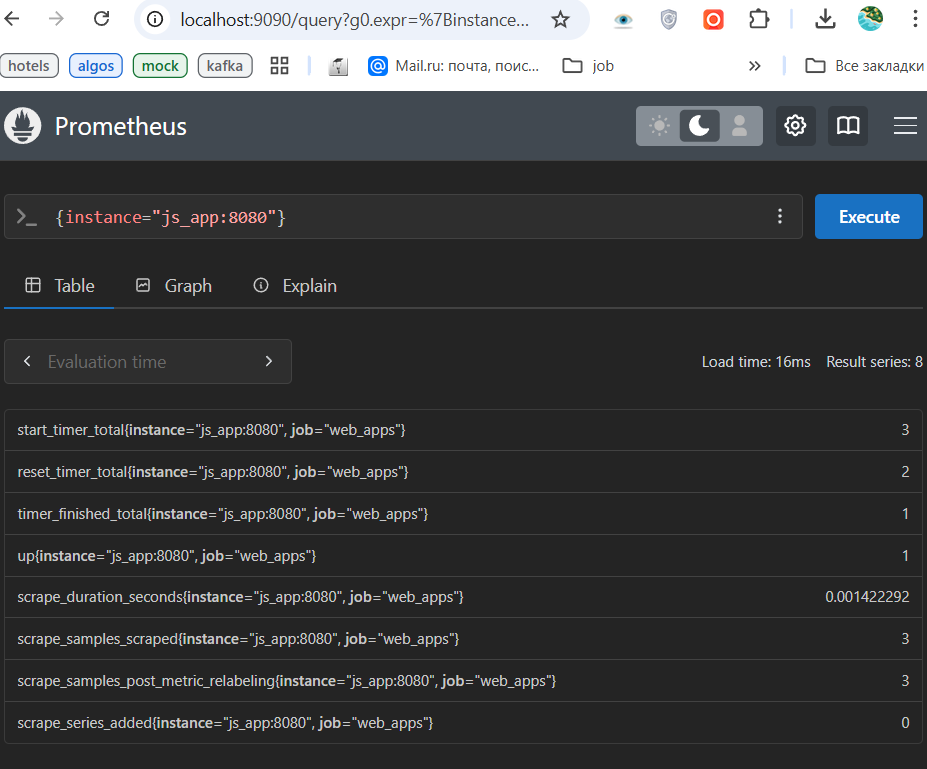 localhost:9090/query?g0.expr=%7Binstance...
hotels algos mock kafka Mail.ru: почта, поис... job » Все закладки
Prometheus
>_ {instance="js_app:8080"} Execute
Table Graph Explain
Evaluation time Load time: 16ms Result series: 8
start_timer_total{instance="js_app:8080", job="web_apps"} 3
reset_timer_total{instance="js_app:8080", job="web_apps"} 2
timer_finished_total{instance="js_app:8080", job="web_apps"} 1
up{instance="js_app:8080", job="web_apps"} 1
scrape_duration_seconds{instance="js_app:8080", job="web_apps"} 0.001422292
scrape_samples_scraped{instance="js_app:8080", job="web_apps"} 3
scrape_samples_post_metric_relabeling{instance="js_app:8080", job="web_apps"} 3
scrape_series_added{instance="js_app:8080", job="web_apps"} 0